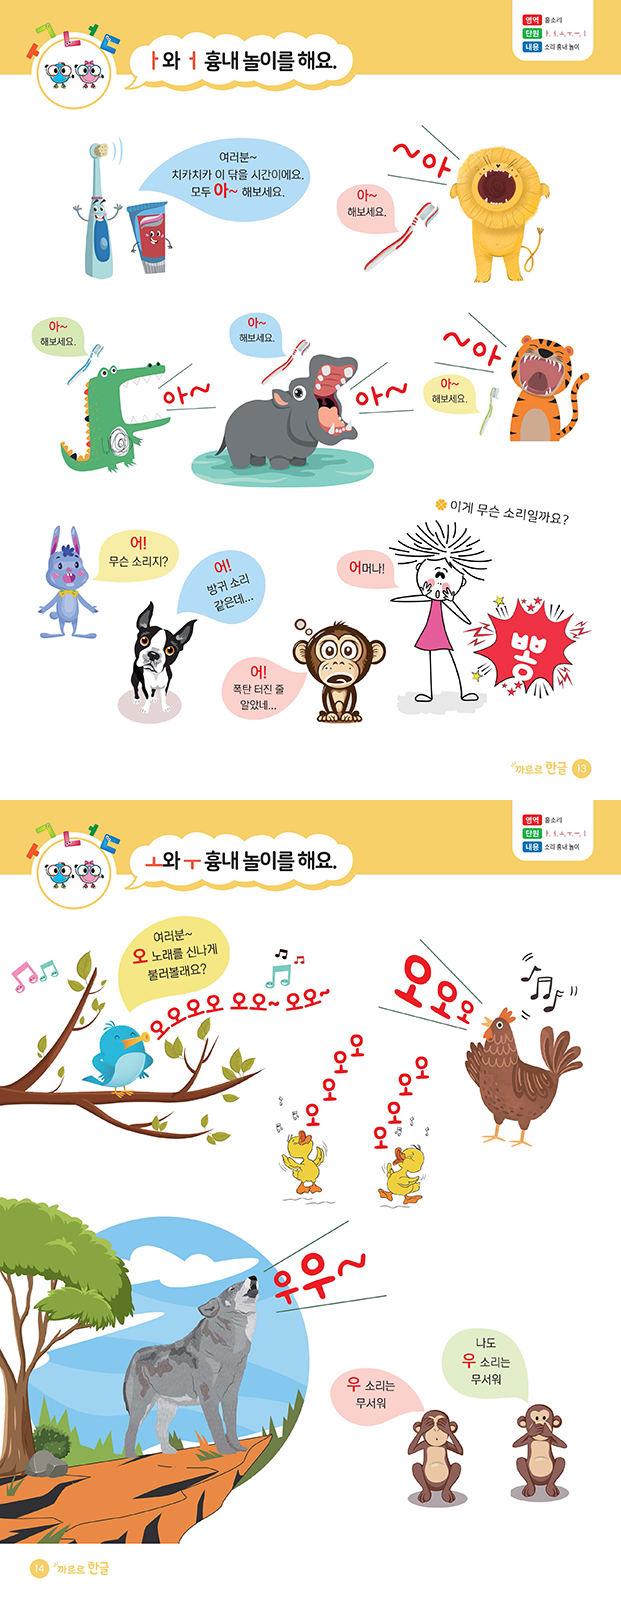 ㅏ와 ㅓ 흉내 놀이를 해요.
영역 홀소리
단원 ㅏ, ㅓ, ㅗ, ㅜ, ㅡ, ㅣ
내용 소리 흉내 놀이
여러분~
치카치카 이 닦을 시간이에요.
모두 아~ 해보세요.
~아
아~
해보세요.
아~
해보세요.
아~
아~
해보세요.
아~
~아
아~
해보세요.
이게 무슨 소리일까요?
어!
무슨 소리지?
어!
방귀 소리
같은데...
어!
폭탄 터진 줄
알았네...
어머나!
뽕
까르르 한글 13
ㅗ와 ㅜ 흉내 놀이를 해요.
영역 홀소리
단원 ㅏ, ㅓ, ㅗ, ㅜ, ㅡ, ㅣ
내용 소리 흉내 놀이
여러분~
오 노래를 신나게
불러볼래요?
오오오오 오오~ 오오~
오오오
오오오오
오오오오
우우~
우 소리는
무서워
나도
우 소리는
무서워
14 까르르 한글